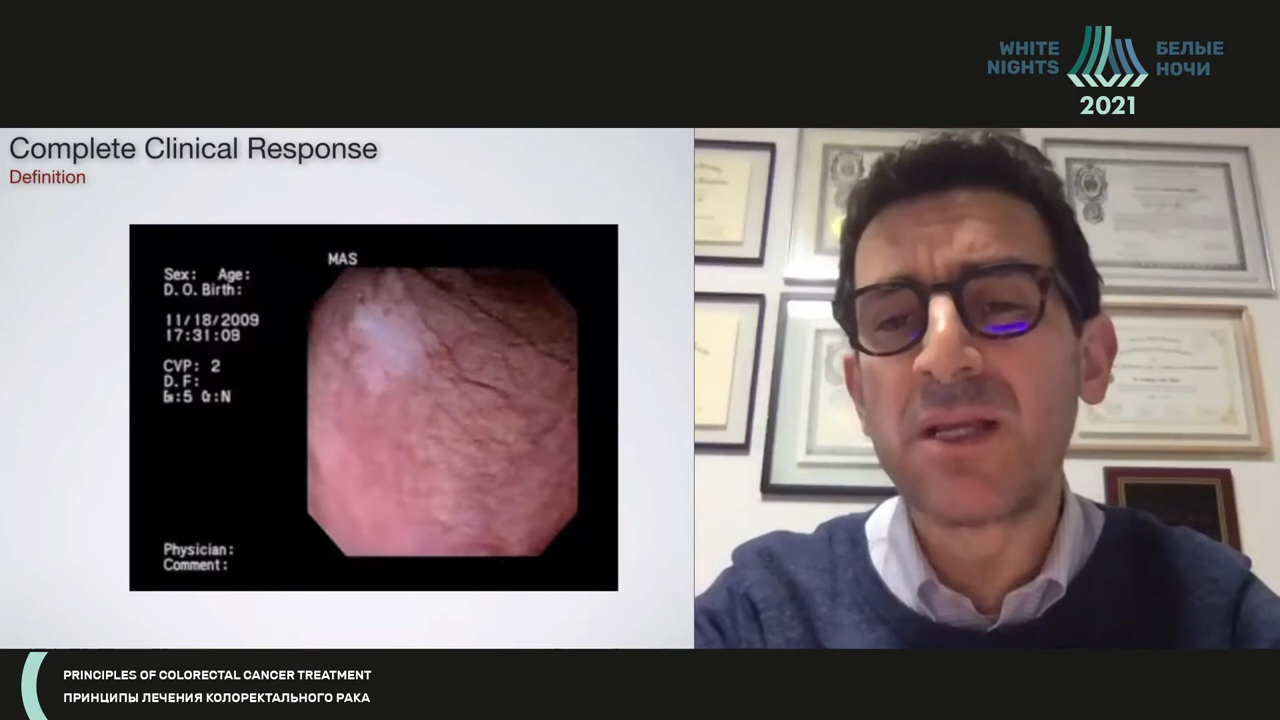 WHITE
NIGHTS
БЕЛЫЕ
НОЧИ
2021
Complete Clinical Response
Definition
MAS
Sex: Age:
D.O.Birth:
11/18/2009
17:31:09
CVP: 2
D.F:
Physician:
Comment:
PRINCIPLES OF COLORECTAL CANCER TREATMENT
ПРИНЦИПЫ ЛЕЧЕНИЯ КОЛОРЕКТАЛЬНОГО РАКА